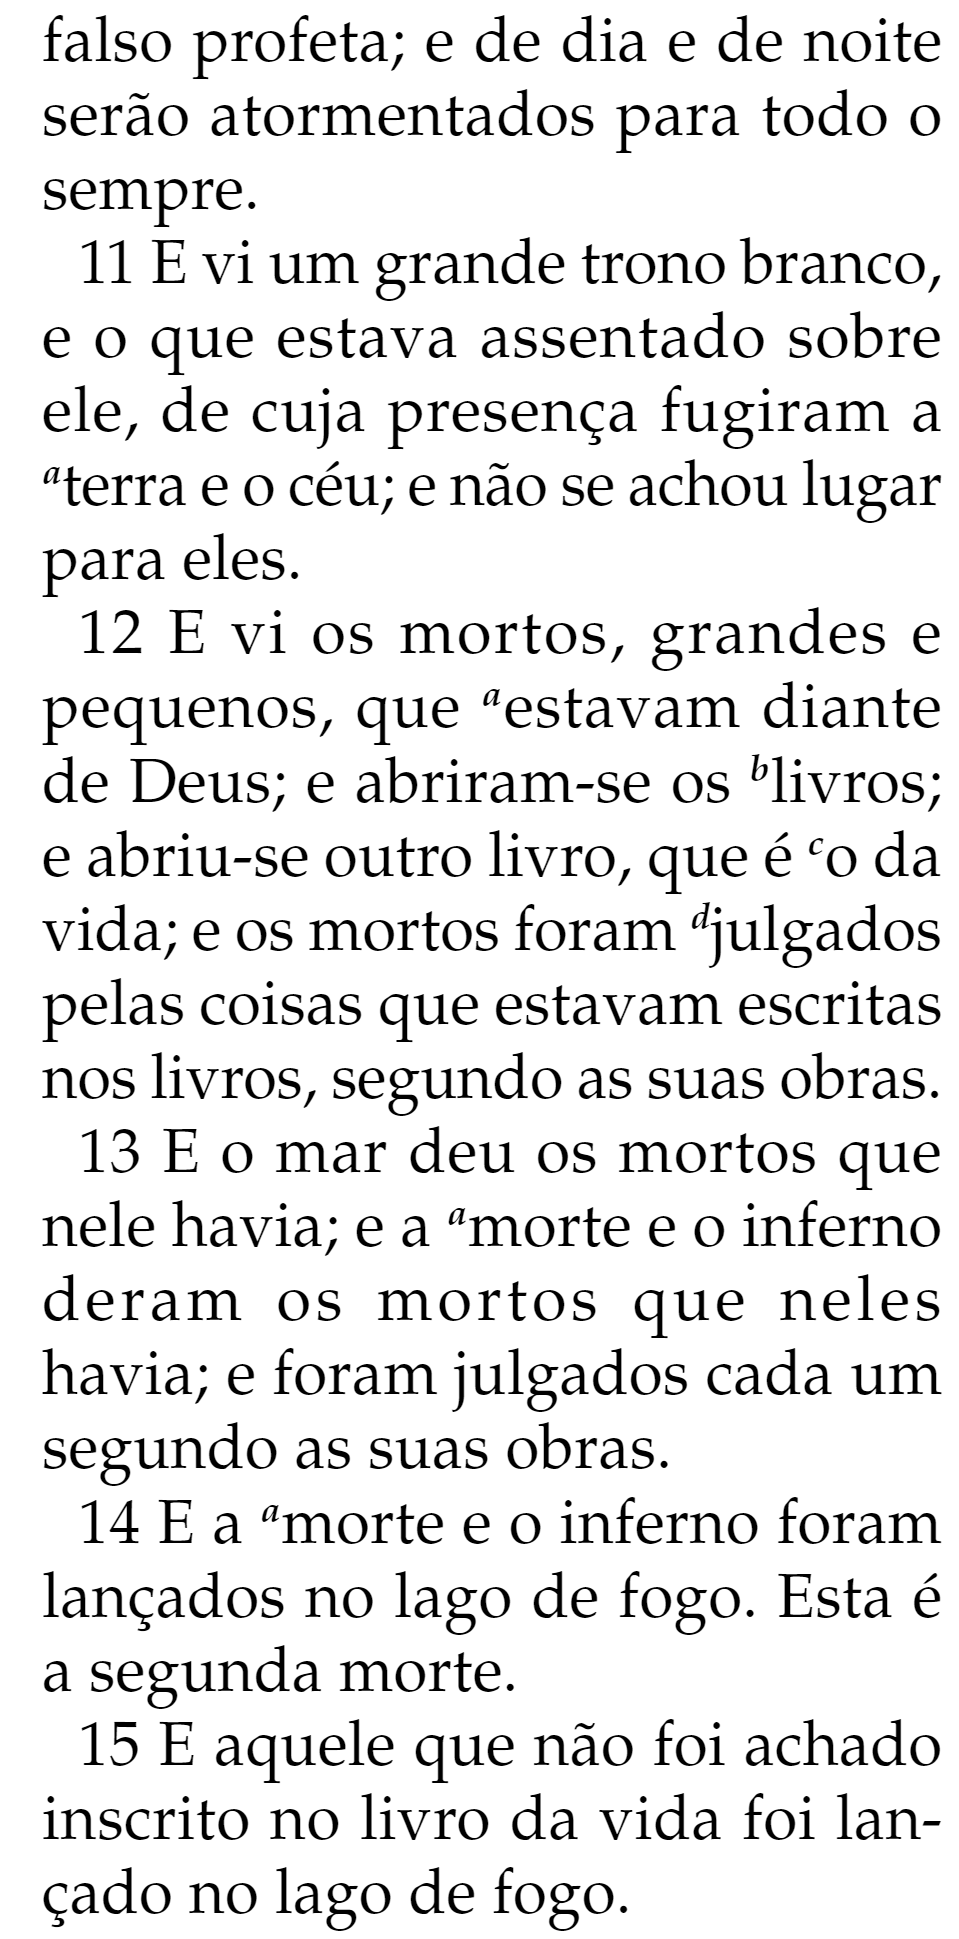 falso profeta; e de dia e de noite
serão atormentados para todo o
sempre.
11 E vi um grande trono branco,
e o que estava assentado sobre
ele, de cuja presença fugiram a
ᵃterra e o céu; e não se achou lugar
para eles.
12 E vi os mortos, grandes e
pequenos, que ᵃestavam diante
de Deus; e abriram-se os ᵇlivros;
e abriu-se outro livro, que é ᶜo da
vida; e os mortos foram ᵈjulgados
pelas coisas que estavam escritas
nos livros, segundo as suas obras.
13 E o mar deu os mortos que
nele havia; e a ᵃmorte e o inferno
deram os mortos que neles
havia; e foram julgados cada um
segundo as suas obras.
14 E a ᵃmorte e o inferno foram
lançados no lago de fogo. Esta é
a segunda morte.
15 E aquele que não foi achado
inscrito no livro da vida foi lan-
çado no lago de fogo.